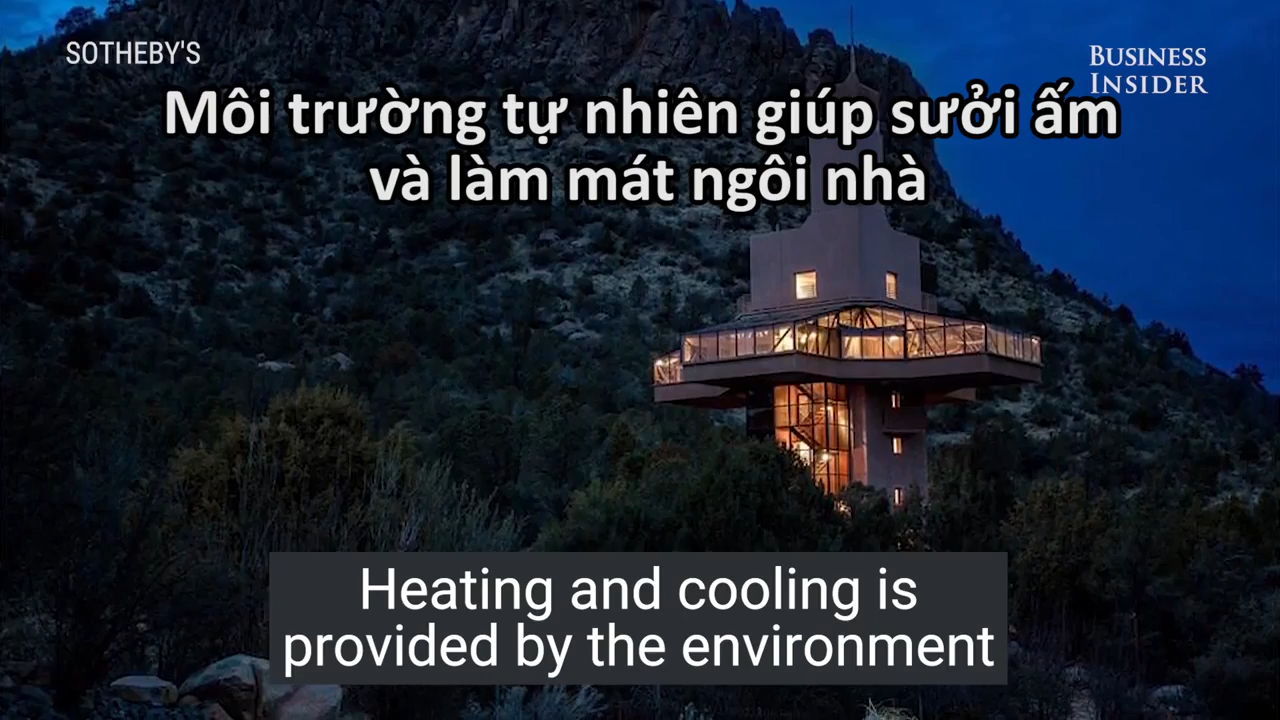 SOTHEBY'S
BUSINESS
INSIDER
Môi trường tự nhiên giúp sưởi ấm
và làm mát ngôi nhà
Heating and cooling is
provided by the environment